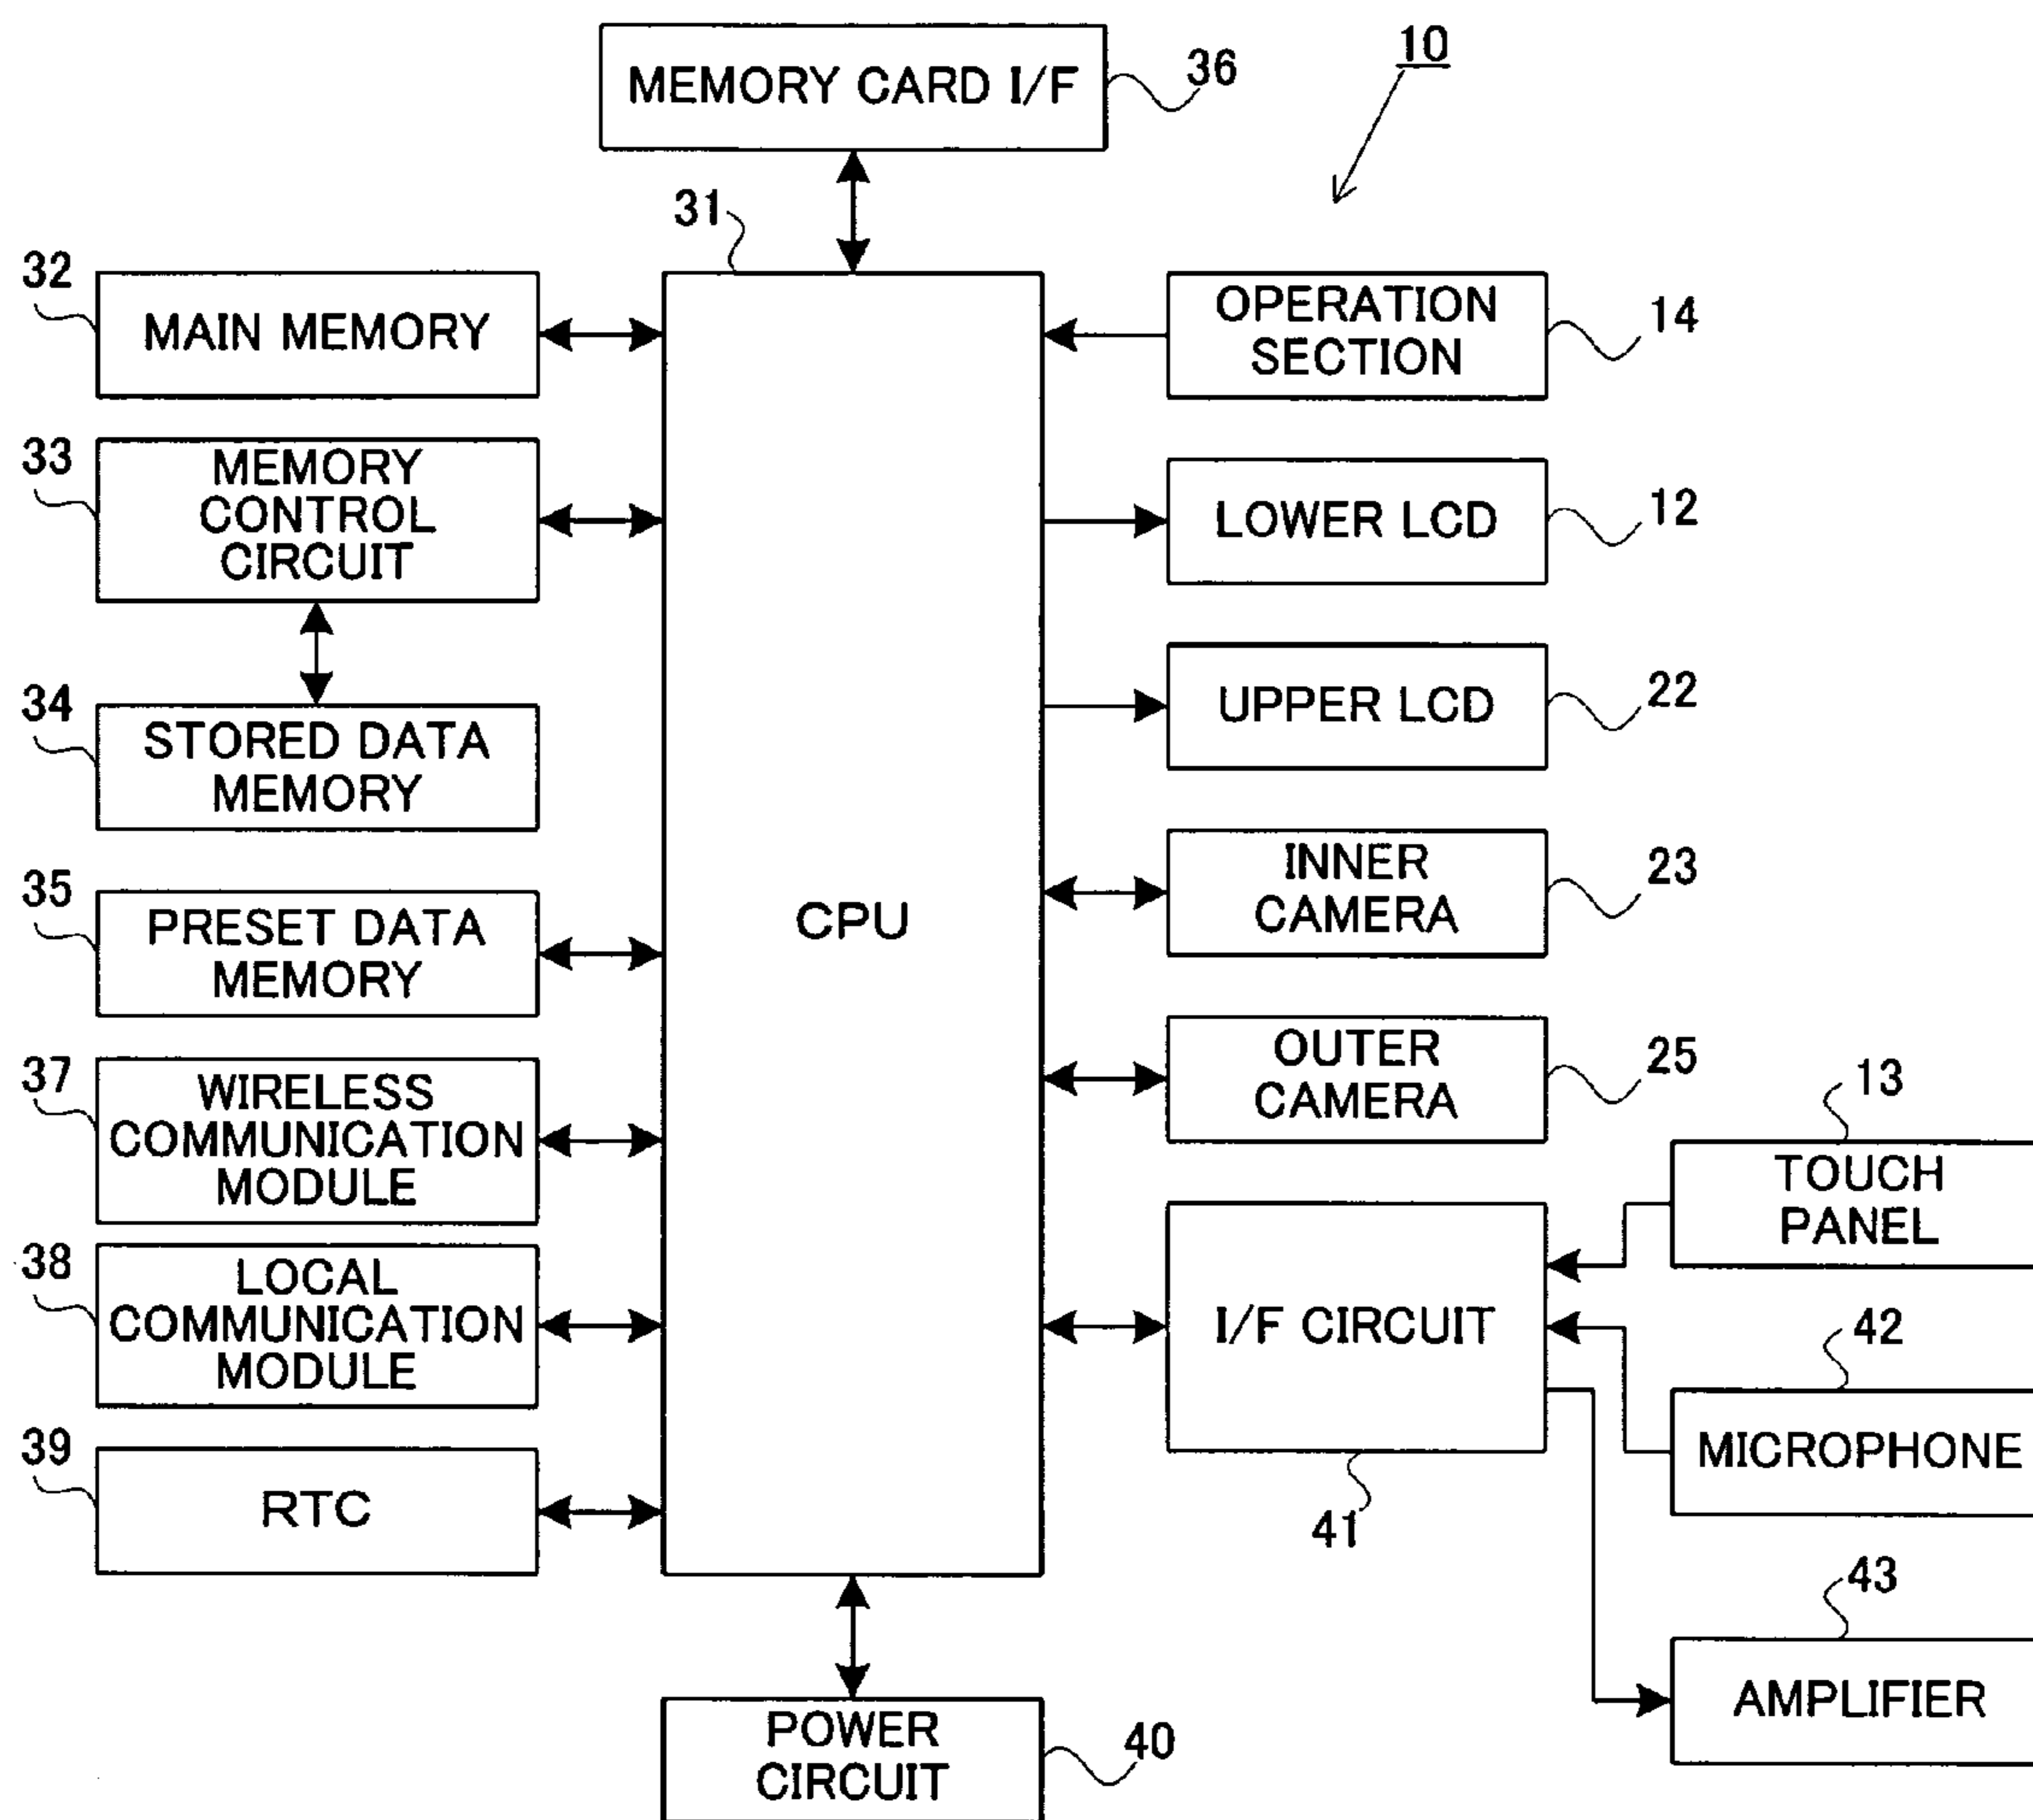 MEMORY CARD I/F
36
10
31
32
MAIN MEMORY
OPERATION
SECTION
14
33
MEMORY
CONTROL
CIRCUIT
LOWER LCD
12
34
STORED DATA
MEMORY
UPPER LCD
22
35
PRESET DATA
MEMORY
CPU
INNER
CAMERA
23
37
WIRELESS
COMMUNICATION
MODULE
OUTER
CAMERA
25
13
TOUCH
PANEL
38
LOCAL
COMMUNICATION
MODULE
I/F CIRCUIT
41
42
MICROPHONE
39
RTC
43
AMPLIFIER
POWER
CIRCUIT
40